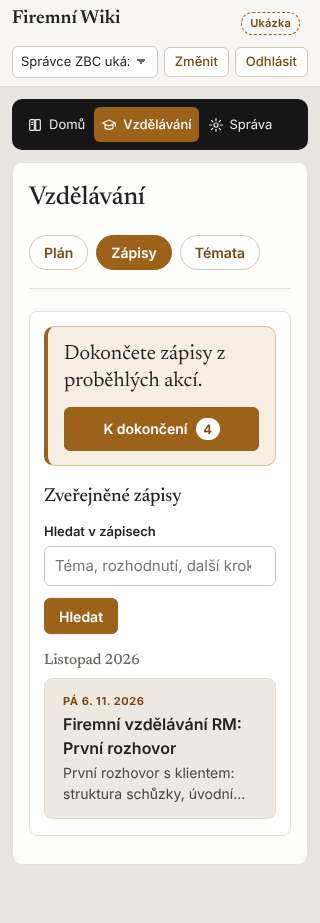 Firemní Wiki
Ukázka
Správce ZBC uká:
Změnit
Odhlásit
Domů
Vzdělávání
Správa
Vzdělávání
Plán
Zápisy
Témata
Dokončete zápisy z
proběhlých akcí.
K dokončení 4
Zveřejněné zápisy
Hledat v zápisech
Téma, rozhodnutí, další krok
Hledat
Listopad 2026
PÁ 6. 11. 2026
Firemní vzdělávání RM:
První rozhovor
První rozhovor s klientem:
struktura schůzky, úvodní…